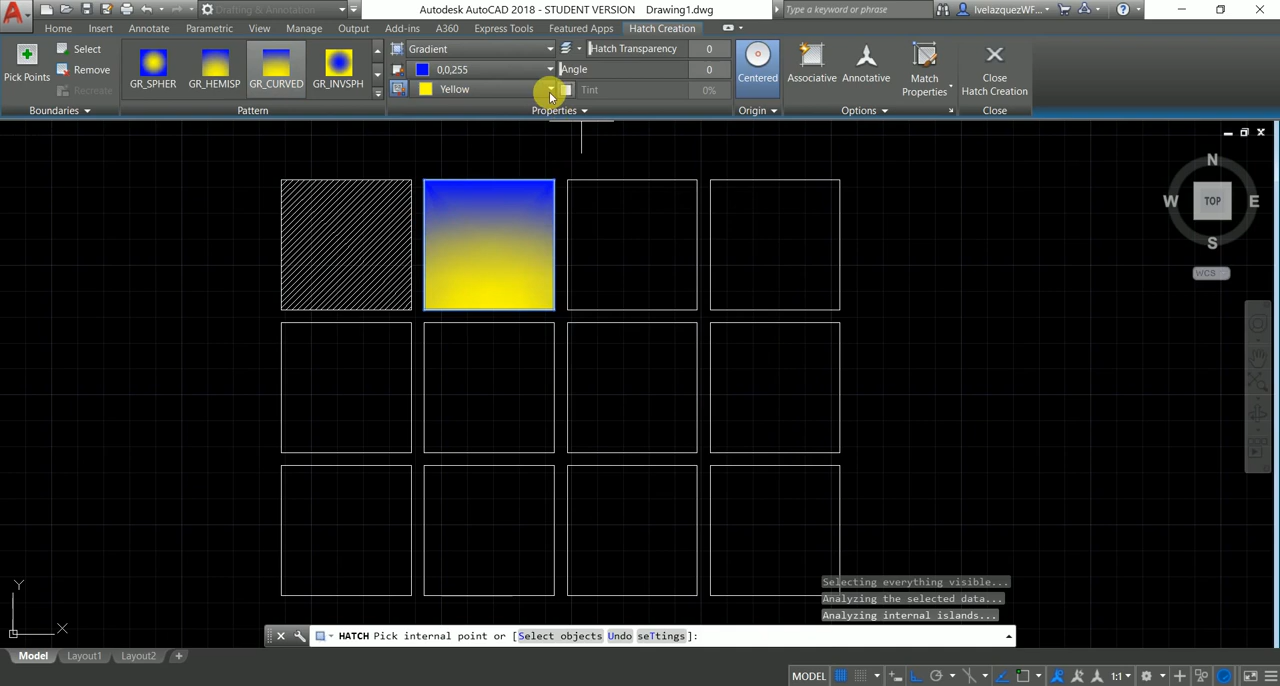 Drafting & Annotation
Autodesk AutoCAD 2018 - STUDENT VERSION Drawing1.dwg
Type a keyword or phrase
IvelazquezWF...
Home Insert Annotate Parametric View Manage Output Add-ins A360 Express Tools Featured Apps Hatch Creation
Pick Points
Select
Remove
Recreate
Boundaries
GR_SPHER GR_HEMISP GR_CURVED GR_INVSPH
Pattern
Gradient
0,0,255
Yellow
Hatch Transparency 0
Angle 0
Tint 0%
Properties
Centered
Origin
Associative Annotative Match Properties
Options
Close Hatch Creation
Close
N
W TOP E
S
WCS
Y
X
Selecting everything visible...
Analyzing the selected data...
Analyzing internal islands...
HATCH Pick internal point or [Select objects Undo seTtings]:
Model Layout1 Layout2 +
MODEL 1:1